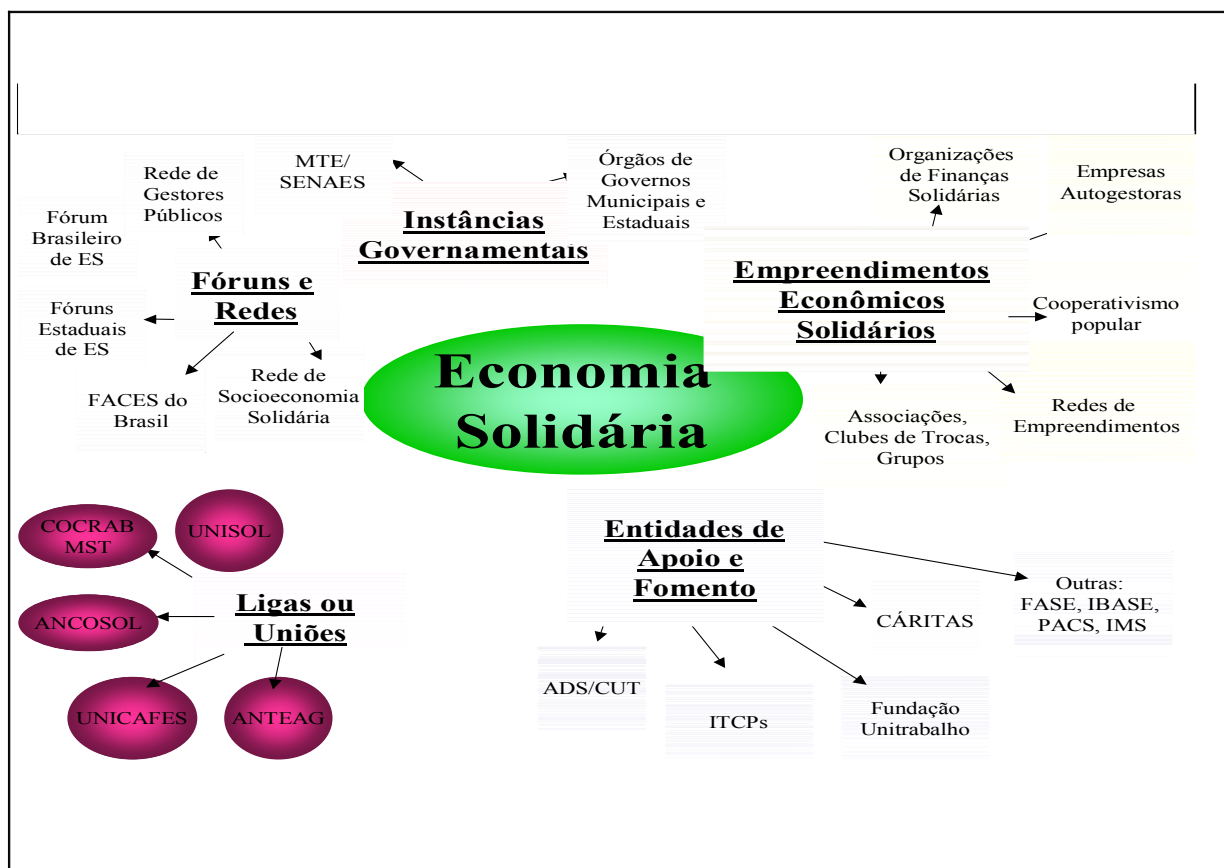 MTE/
SENAES
Órgãos de
Governos
Municipais e
Estaduais
Instâncias
Governamentais
Rede de
Gestores
Públicos
Fórum
Brasileiro
de ES
Fóruns e
Redes
Fóruns
Estaduais
de ES
FACES do
Brasil
Rede de
Socioeconomia
Solidária
Organizações
de Finanças
Solidárias
Empresas
Autogestoras
Empreendimentos
Econômicos
Solidários
Cooperativismo
popular
Redes de
Empreendimentos
Associações,
Clubes de Trocas,
Grupos
Economia
Solidária
COCRAB
MST
UNISOL
ANCOSOL
Ligas ou
Uniões
UNICAFES
ANTEAG
Entidades de
Apoio e
Fomento
ADS/CUT
ITCPs
Fundação
Unitrabalho
CÁRITAS
Outras:
FASE, IBASE,
PACS, IMS